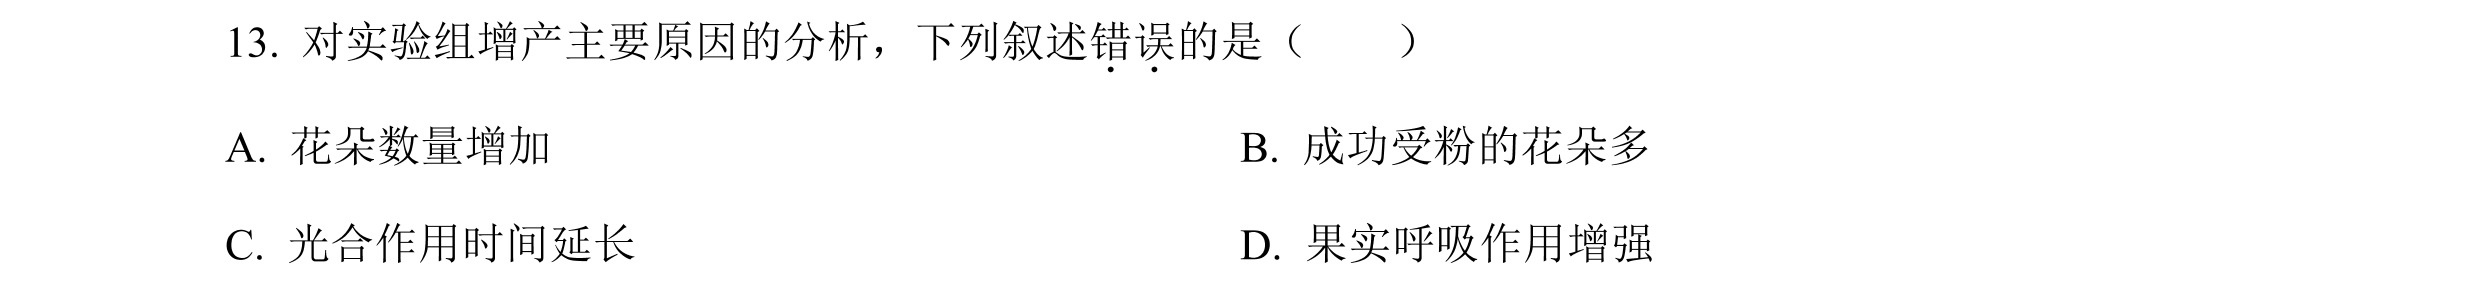 13. 对实验组增产主要原因的分析，下列叙述错误的是（　　）
A. 花朵数量增加　　B. 成功受粉的花朵多
C. 光合作用时间延长　　D. 果实呼吸作用增强